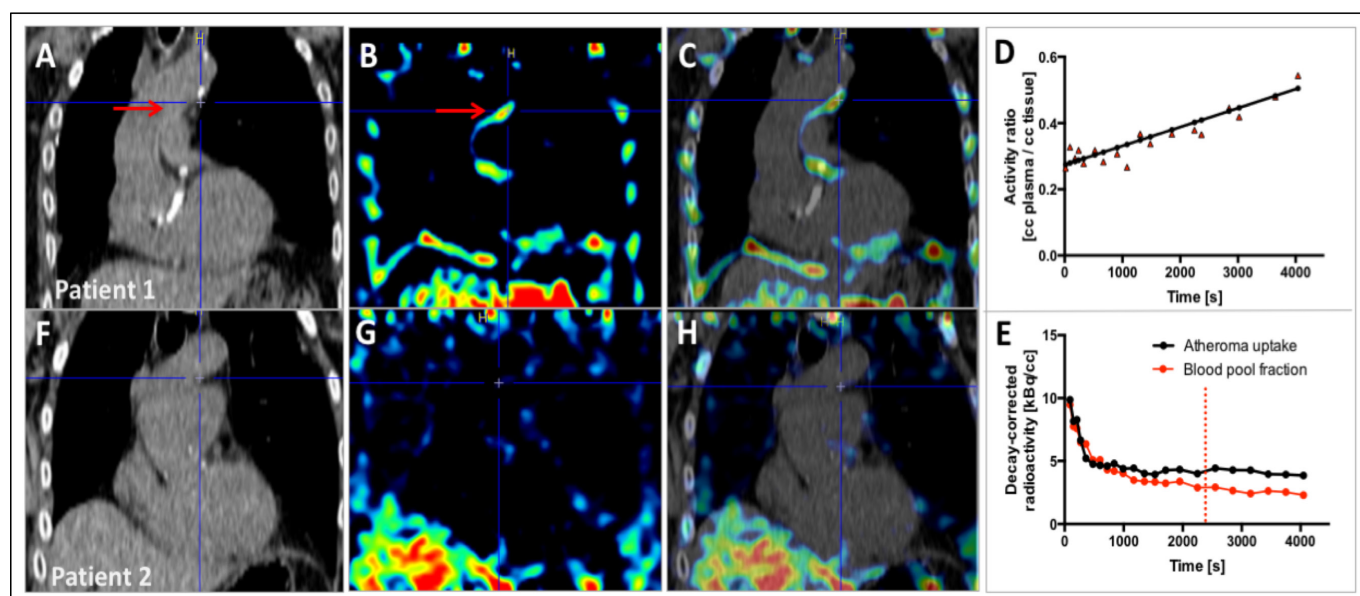 A
B
C
D
H
H
H
Patient 1
0.6
0.4
0.2
0.0
Activity ratio
[cc plasma / cc tissue]
0 1000 2000 3000 4000
Time [s]
F
G
H
E
H
Patient 2
15
10
5
0
Decay-corrected
radioactivity [kBq/cc]
Atheroma uptake
Blood pool fraction
0 1000 2000 3000 4000
Time [s]